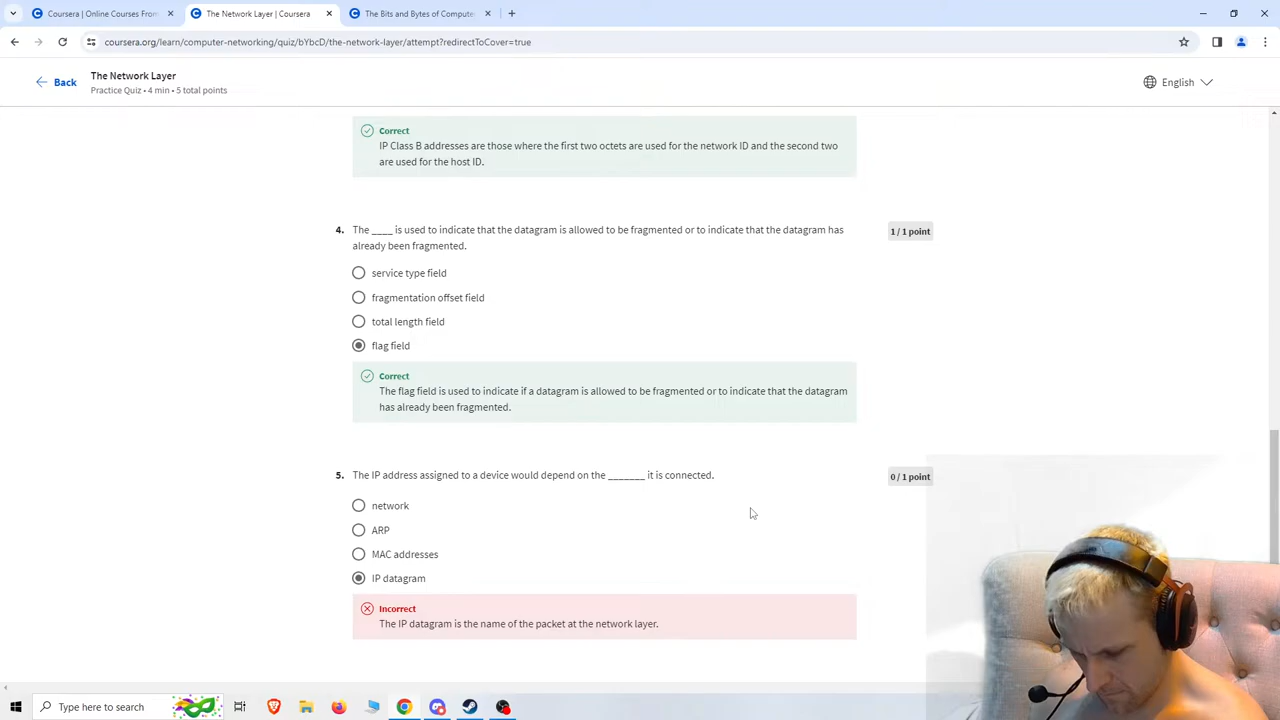 Coursera | Online Courses From
The Network Layer | Coursera
The Bits and Bytes of Compute
coursera.org/learn/computer-networking/quiz/bYbcD/the-network-layer/attempt?redirectToCover=true
Back
The Network Layer
Practice Quiz • 4 min • 5 total points
English
Correct
IP Class B addresses are those where the first two octets are used for the network ID and the second two
are used for the host ID.
4. The ____ is used to indicate that the datagram is allowed to be fragmented or to indicate that the datagram has
already been fragmented.
1 / 1 point
service type field
fragmentation offset field
total length field
flag field
Correct
The flag field is used to indicate if a datagram is allowed to be fragmented or to indicate that the datagram
has already been fragmented.
5. The IP address assigned to a device would depend on the _______ it is connected.
0 / 1 point
network
ARP
MAC addresses
IP datagram
Incorrect
The IP datagram is the name of the packet at the network layer.
Type here to search